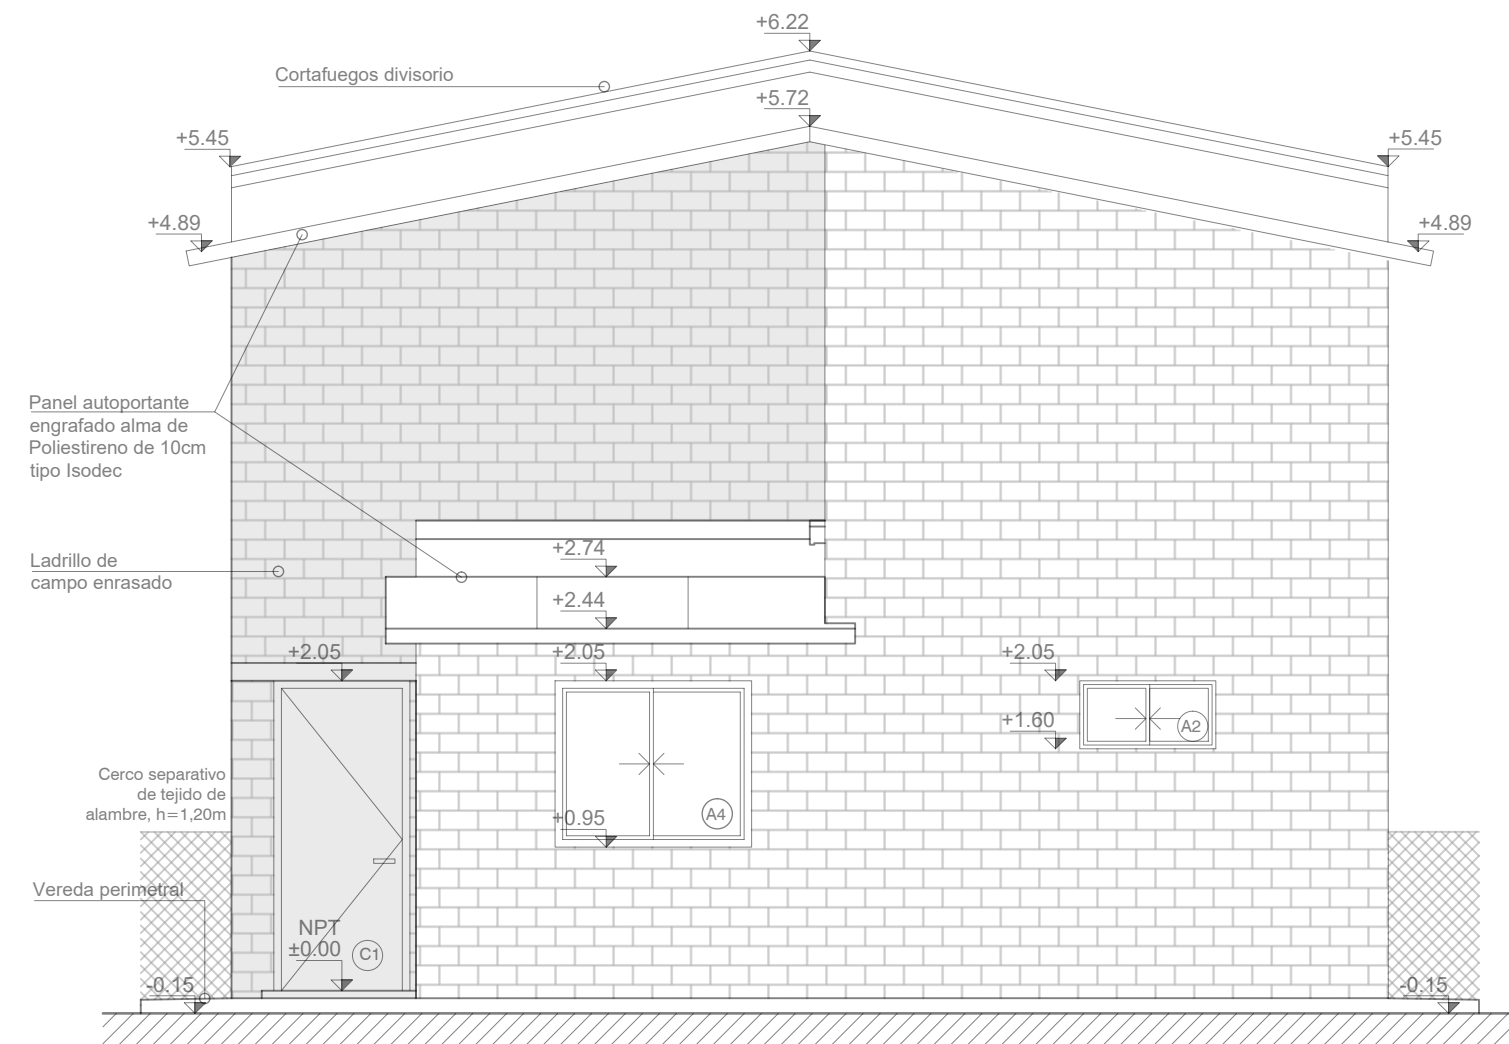 +6.22
Cortafuegos divisorio
+5.72
+5.45
+5.45
+4.89
+4.89
Panel autoportante
engrafado alma de
Poliestireno de 10cm
tipo Isodec
+2.74
Ladrillo de
campo enrasado
+2.44
+2.05
+2.05
+2.05
+1.60
A2
Cerco separativo
de tejido de
alambre, h=1,20m
+0.95
A4
Vereda perimetral
NPT
±0.00
C1
-0.15
-0.15